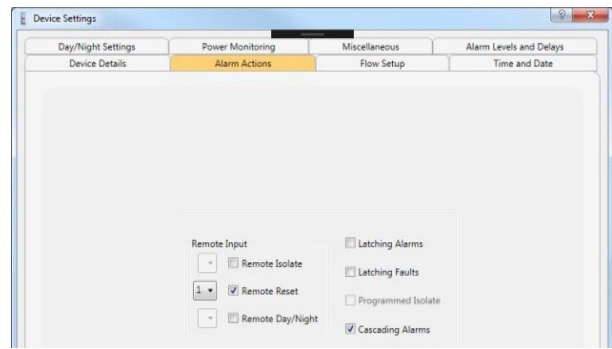 Device Settings
Day/Night Settings
Power Monitoring
Miscellaneous
Alarm Levels and Delays
Device Details
Alarm Actions
Flow Setup
Time and Date
Remote Input
Remote Isolate
1
Remote Reset
Remote Day/Night
Latching Alarms
Latching Faults
Programmed Isolate
Cascading Alarms